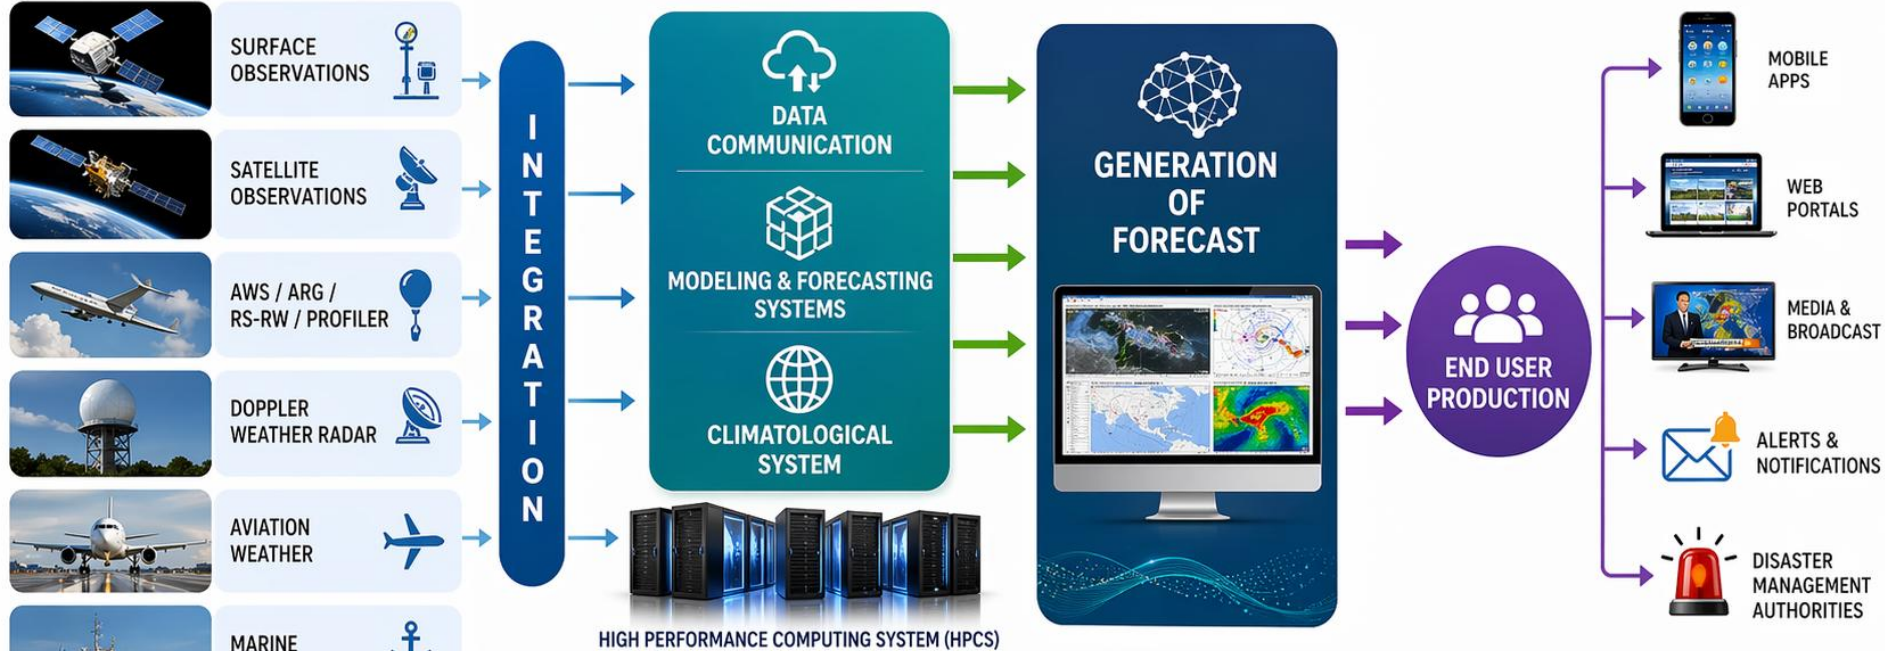 SURFACE
OBSERVATIONS
SATELLITE
OBSERVATIONS
AWS / ARG /
RS-RW / PROFILER
DOPPLER
WEATHER RADAR
AVIATION
WEATHER
MARINE
INTEGRATION
DATA
COMMUNICATION
MODELING & FORECASTING
SYSTEMS
CLIMATOLOGICAL
SYSTEM
HIGH PERFORMANCE COMPUTING SYSTEM (HPCS)
GENERATION
OF
FORECAST
END USER
PRODUCTION
MOBILE
APPS
WEB
PORTALS
MEDIA &
BROADCAST
ALERTS &
NOTIFICATIONS
DISASTER
MANAGEMENT
AUTHORITIES